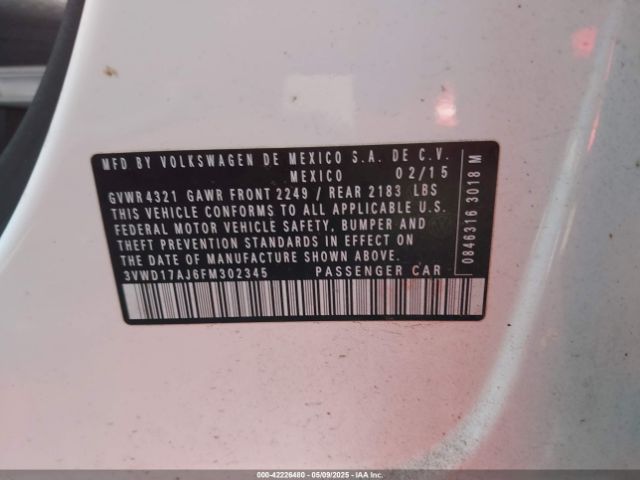 MFD BY VOLKSWAGEN DE MEXICO S.A. DE C.V.
MEXICO 02/15
GVWR 4321 GAWR FRONT 2249 / REAR 2183 LBS
THIS VEHICLE CONFORMS TO ALL APPLICABLE U.S.
FEDERAL MOTOR VEHICLE SAFETY, BUMPER AND
THEFT PREVENTION STANDARDS IN EFFECT ON
THE DATE OF MANUFACTURE SHOWN ABOVE.
3VWD17AJ6FM302345 PASSENGER CAR
0846316 3018 M
000-42226480 - 05/09/2025 - IAA Inc.